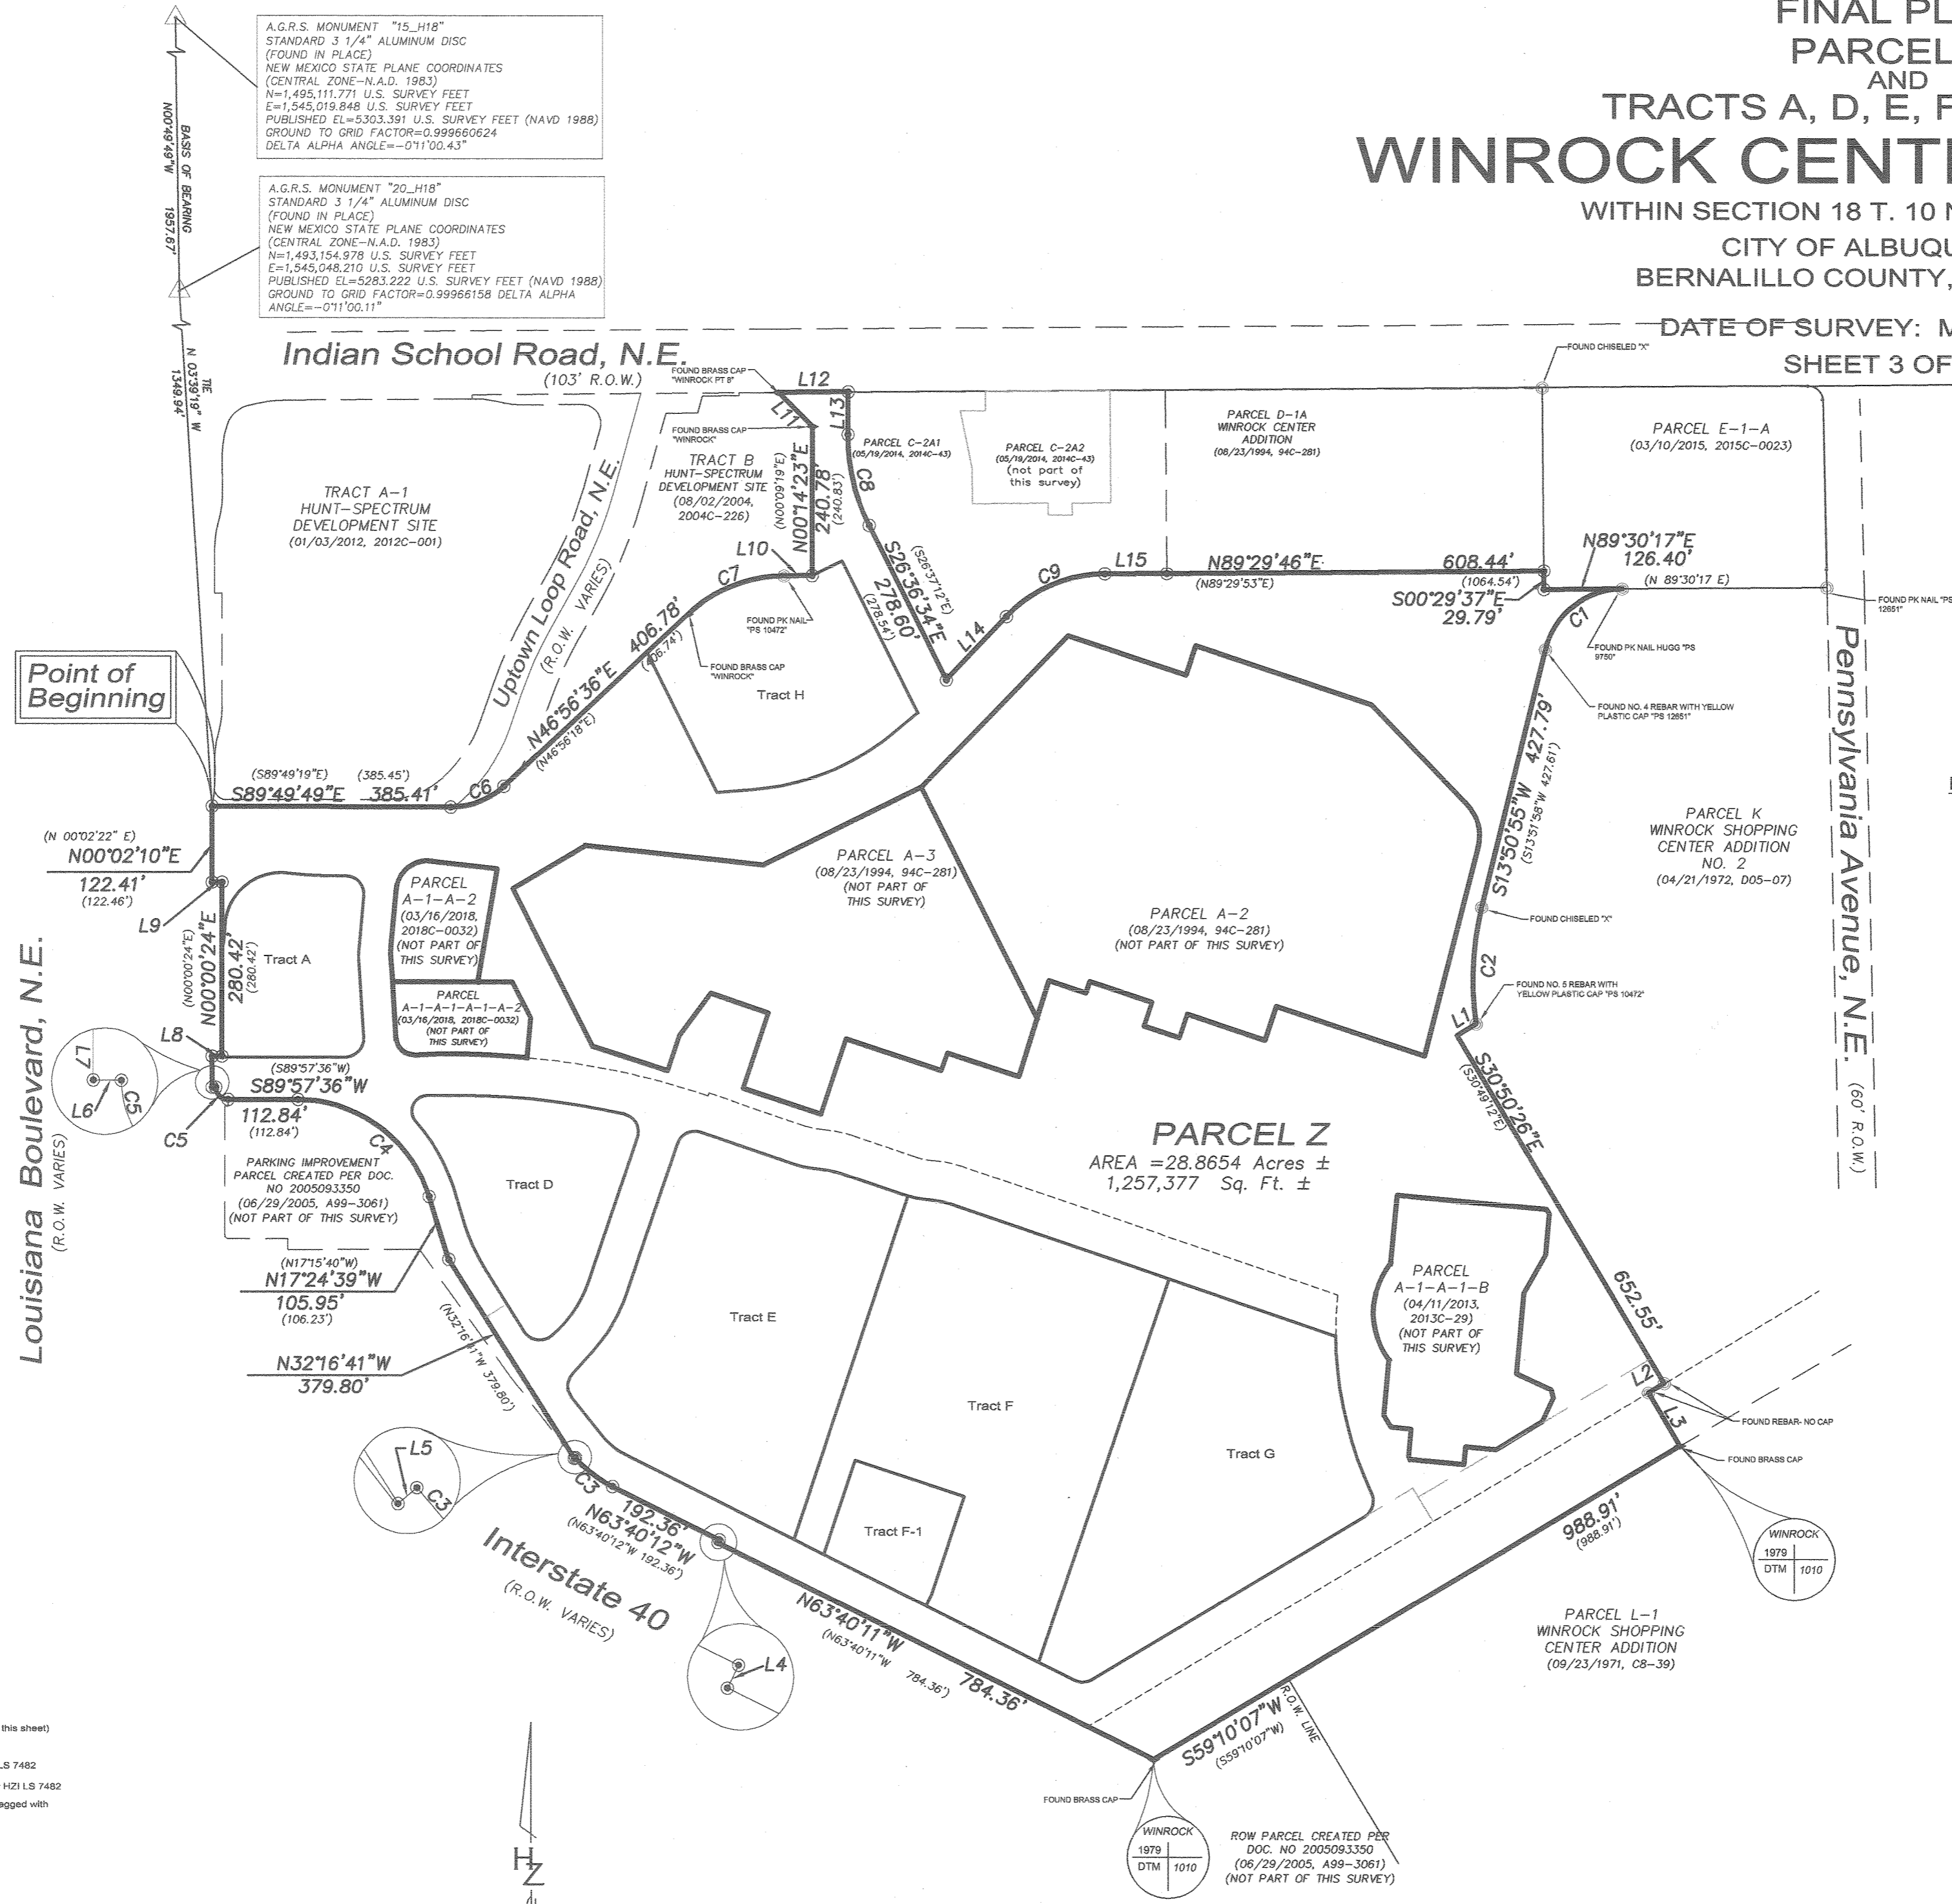 A.G.R.S. MONUMENT "15_H18"
STANDARD 3 1/4" ALUMINUM DISC
(FOUND IN PLACE)
NEW MEXICO STATE PLANE COORDINATES
(CENTRAL ZONE-N.A.D. 1983)
N=1,495,111.771 U.S. SURVEY FEET
E=1,545,019.848 U.S. SURVEY FEET
PUBLISHED EL=5303.391 U.S. SURVEY FEET (NAVD 1988)
GROUND TO GRID FACTOR=0.999660624
DELTA ALPHA ANGLE=-0°11'00.43"
A.G.R.S. MONUMENT "20_H18"
STANDARD 3 1/4" ALUMINUM DISC
(FOUND IN PLACE)
NEW MEXICO STATE PLANE COORDINATES
(CENTRAL ZONE-N.A.D. 1983)
N=1,493,154.978 U.S. SURVEY FEET
E=1,545,048.210 U.S. SURVEY FEET
PUBLISHED EL=5283.222 U.S. SURVEY FEET (NAVD 1988)
GROUND TO GRID FACTOR=0.99966158 DELTA ALPHA
ANGLE=-0°11'00.11"
BASIS OF BEARING
N00°49'49"W 1957.67'
TIE
N 03°39'19" W
1349.94'
FINAL PL
PARCEL
AND
TRACTS A, D, E, F
WINROCK CENT
WITHIN SECTION 18 T. 10 N
CITY OF ALBUQU
BERNALILLO COUNTY,
DATE OF SURVEY: M
SHEET 3 OF
Indian School Road, N.E.
(103' R.O.W.)
FOUND BRASS CAP
"WINROCK PT 8"
L12
L11
L13
FOUND BRASS CAP
"WINROCK"
FOUND CHISELED "X"
TRACT A-1
HUNT-SPECTRUM
DEVELOPMENT SITE
(01/03/2012, 2012C-001)
Uptown Loop Road, N.E.
(R.O.W. VARIES)
TRACT B
HUNT-SPECTRUM
DEVELOPMENT SITE
(08/02/2004,
2004C-226)
(N00°09'19"E)
N00°14'23"E
240.78'
(240.83')
PARCEL C-2A1
(05/19/2014, 2014C-43)
PARCEL C-2A2
(05/19/2014, 2014C-43)
(not part of
this survey)
PARCEL D-1A
WINROCK CENTER
ADDITION
(08/23/1994, 94C-281)
PARCEL E-1-A
(03/10/2015, 2015C-0023)
C8
S26°36'34"E
(S26°37'12"E)
278.60'
(278.54')
L10
C7
FOUND PK NAIL
"PS 10472"
FOUND BRASS CAP
"WINROCK"
406.78'
(406.74')
N46°56'36"E
(N46°56'18"E)
Tract H
L14
C9
L15
N89°29'46"E
608.44'
(N89°29'53"E)
(1064.54')
N89°30'17"E
126.40'
(N 89°30'17 E)
S00°29'37"E
29.79'
C1
FOUND PK NAIL "PS
12651"
FOUND PK NAIL HUGG "PS
9750"
FOUND NO. 4 REBAR WITH YELLOW
PLASTIC CAP "PS 12651"
Pennsylvania Avenue, N.E.
(60' R.O.W.)
Point of
Beginning
(S89°49'19"E) (385.45')
S89°49'49"E 385.41'
C6
(N 00°02'22" E)
N00°02'10"E
122.41'
(122.46')
L9
(N00°00'24"E)
N00°00'24"E
280.42'
(280.42')
Tract A
PARCEL
A-1-A-2
(03/16/2018,
2018C-0032)
(NOT PART OF
THIS SURVEY)
PARCEL
A-1-A-1-A-1-A-2
(03/16/2018, 2018C-0032)
(NOT PART OF
THIS SURVEY)
PARCEL A-3
(08/23/1994, 94C-281)
(NOT PART OF
THIS SURVEY)
PARCEL A-2
(08/23/1994, 94C-281)
(NOT PART OF THIS SURVEY)
S13°50'55"W 427.79'
(S13°51'58"W 427.61')
PARCEL K
WINROCK SHOPPING
CENTER ADDITION
NO. 2
(04/21/1972, D05-07)
FOUND CHISELED "X"
C2
FOUND NO. 5 REBAR WITH
YELLOW PLASTIC CAP "PS 10472"
L1
S30°50'26"E
(S30°49'12"E)
652.55'
Louisiana Boulevard, N.E.
(R.O.W. VARIES)
L8
L7
L6
C5
(S89°57'36"W)
S89°57'36"W
112.84'
(112.84')
C5
C4
PARKING IMPROVEMENT
PARCEL CREATED PER DOC.
NO 2005093350
(06/29/2005, A99-3061)
(NOT PART OF THIS SURVEY)
(N17°15'40"W)
N17°24'39"W
105.95'
(106.23')
N32°16'41"W
379.80'
(N32°16'41"W 379.80')
Tract D
PARCEL Z
AREA =28.8654 Acres ±
1,257,377 Sq. Ft. ±
Tract E
Tract F
Tract F-1
Tract G
PARCEL
A-1-A-1-B
(04/11/2013,
2013C-29)
(NOT PART OF
THIS SURVEY)
L2
L3
FOUND REBAR- NO CAP
FOUND BRASS CAP
WINROCK
1979
DTM 1010
988.91'
(988.91')
L5
C3
C3
192.36'
N63°40'12"W
(N63°40'12"W 192.36')
Interstate 40
(R.O.W. VARIES)
L4
N63°40'11"W
784.36'
(N63°40'11"W 784.36')
S59°10'07"W
(S59°10'07"W)
R.O.W. LINE
PARCEL L-1
WINROCK SHOPPING
CENTER ADDITION
(09/23/1971, C8-39)
FOUND BRASS CAP
WINROCK
1979
DTM 1010
ROW PARCEL CREATED PER
DOC. NO 2005093350
(06/29/2005, A99-3061)
(NOT PART OF THIS SURVEY)
this sheet)
LS 7482
HZI LS 7482
agged with
HZ